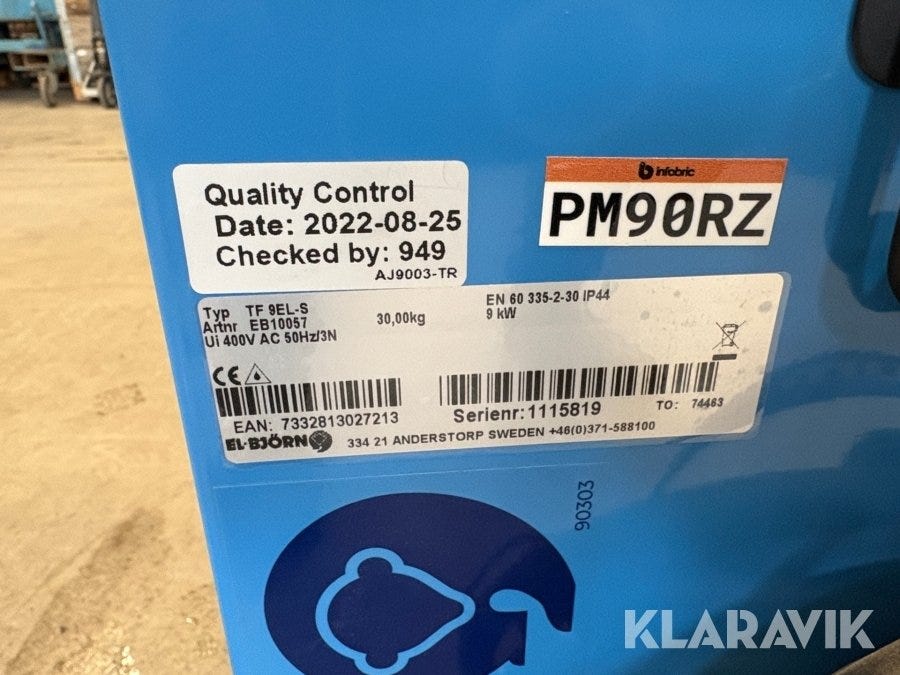 infobric
PM90RZ
Quality Control
Date: 2022-08-25
Checked by: 949
AJ9003-TR
Typ TF 9EL-S
Artnr EB10057
Ui 400V AC 50Hz/3N
30,00kg
EN 60 335-2-30 IP44
9 kW
CE
EAN: 7332813027213
Serienr:1115819
TO: 74463
EL·BJÖRN
334 21 ANDERSTORP SWEDEN +46(0)371-588100
90303
KLARAVIK